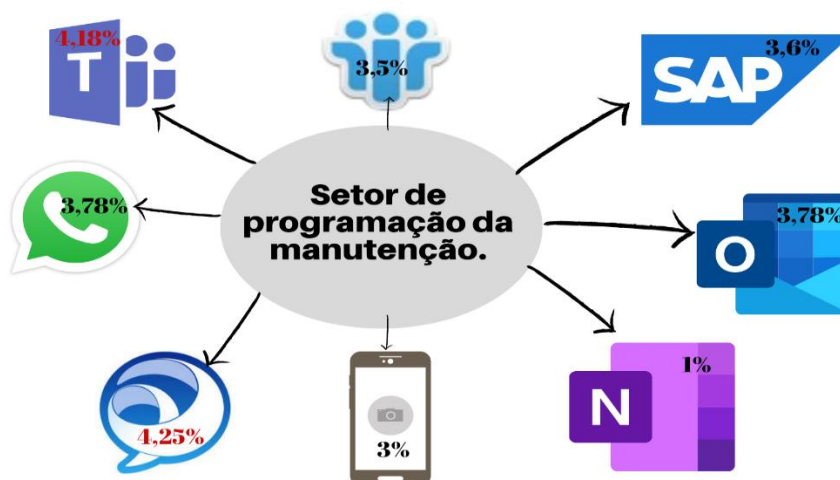 4,18%
T
3,5%
3,6%
SAP
Setor de
programação da
manutenção.
3,78%
3,78%
O
4,25%
3%
1%
N